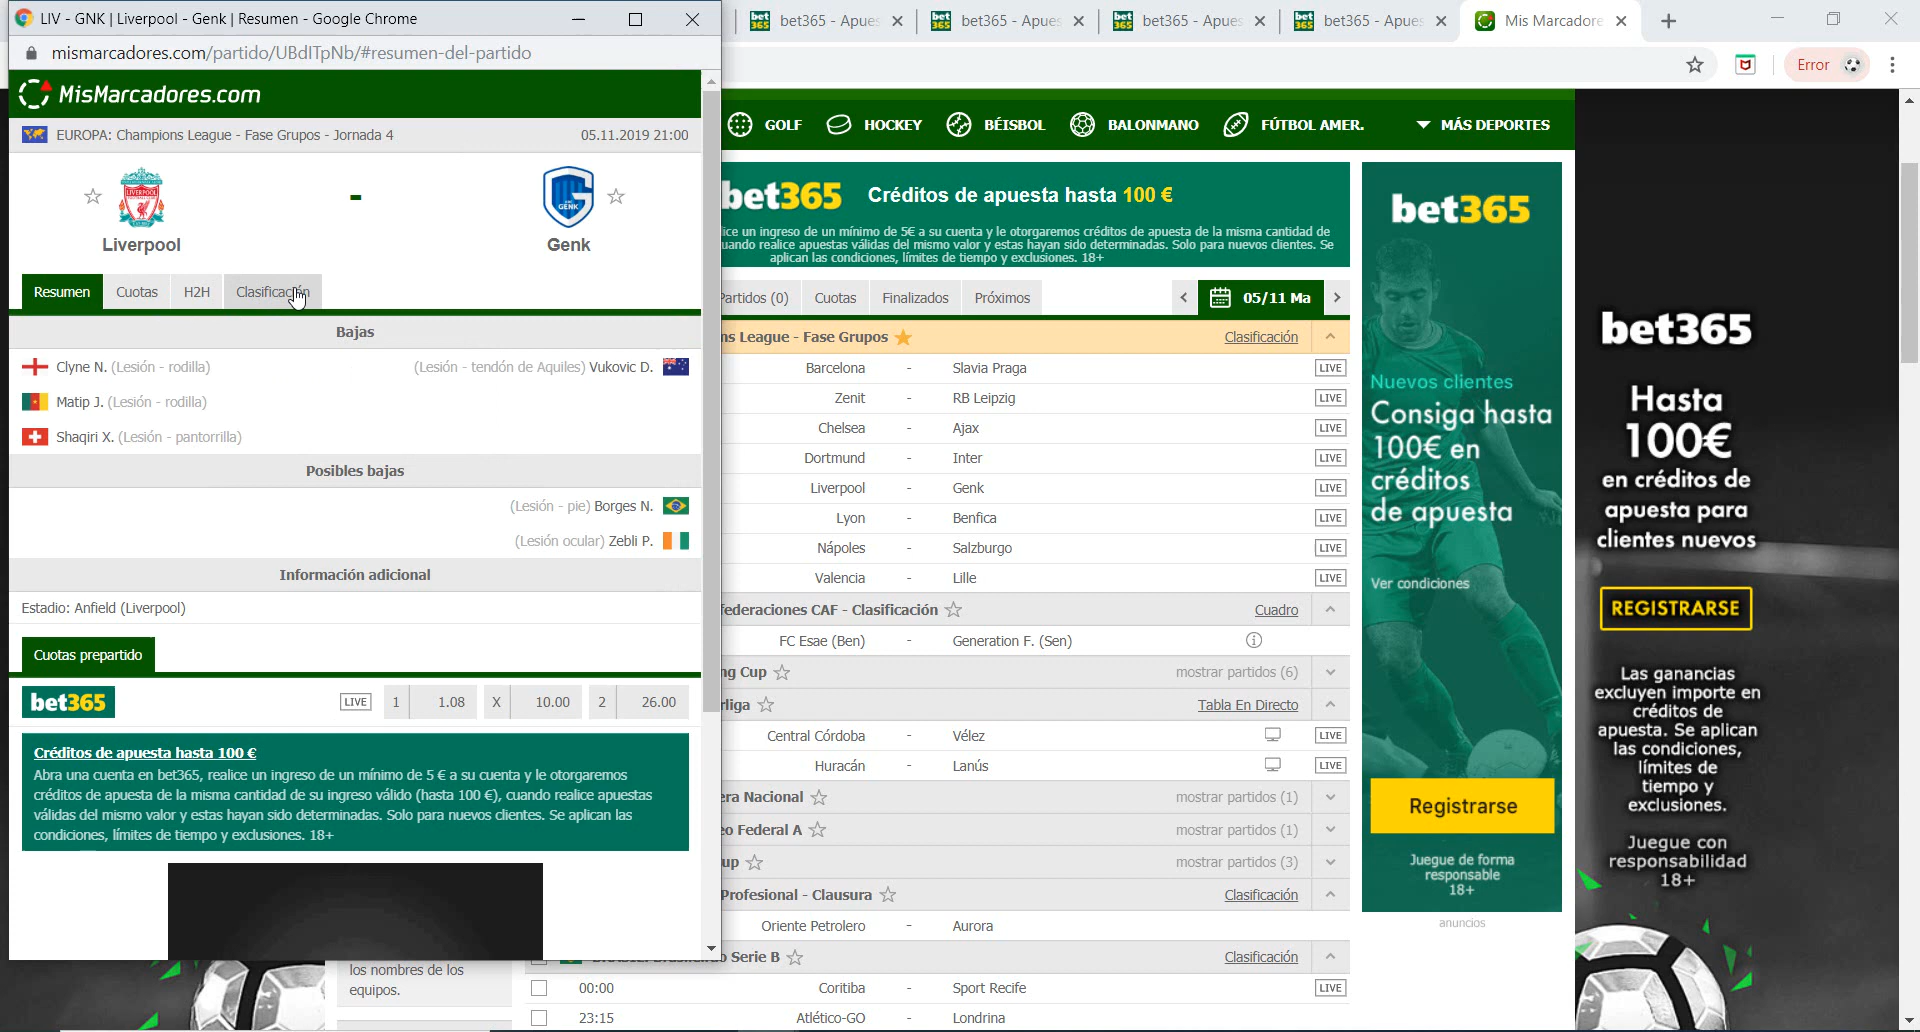 LIV - GNK | Liverpool - Genk | Resumen - Google Chrome
mismarcadores.com/partido/UBdITpNb/#resumen-del-partido
MisMarcadores.com
EUROPA: Champions League - Fase Grupos - Jornada 4 05.11.2019 21:00
LIVERPOOL
GENK
-
Liverpool Genk
Resumen Cuotas H2H Clasificación
Bajas
Clyne N. (Lesión - rodilla) (Lesión - tendón de Aquiles) Vukovic D.
Matip J. (Lesión - rodilla)
Shaqiri X. (Lesión - pantorrilla)
Posibles bajas
(Lesión - pie) Borges N.
(Lesión ocular) Zebli P.
Información adicional
Estadio: Anfield (Liverpool)
Cuotas prepartido
bet365 LIVE 1 1.08 X 10.00 2 26.00
Créditos de apuesta hasta 100 €
Abra una cuenta en bet365, realice un ingreso de un mínimo de 5 € a su cuenta y le otorgaremos
créditos de apuesta de la misma cantidad de su ingreso válido (hasta 100 €), cuando realice apuestas
válidas del mismo valor y estas hayan sido determinadas. Solo para nuevos clientes. Se aplican las
condiciones, límites de tiempo y exclusiones. 18+
los nombres de los
equipos.
bet365 bet365 - Apues bet365 bet365 - Apues bet365 bet365 - Apues bet365 bet365 - Apues Mis Marcadore
Error
GOLF HOCKEY BÉISBOL BALONMANO FÚTBOL AMER. MÁS DEPORTES
bet365 Créditos de apuesta hasta 100 €
ice un ingreso de un mínimo de 5€ a su cuenta y le otorgaremos créditos de apuesta de la misma cantidad de
uando realice apuestas válidas del mismo valor y estas hayan sido determinadas. Solo para nuevos clientes. Se
aplican las condiciones, límites de tiempo y exclusiones. 18+
Partidos (0) Cuotas Finalizados Próximos 05/11 Ma
ns League - Fase Grupos Clasificación
Barcelona - Slavia Praga LIVE
Zenit - RB Leipzig LIVE
Chelsea - Ajax LIVE
Dortmund - Inter LIVE
Liverpool - Genk LIVE
Lyon - Benfica LIVE
Nápoles - Salzburgo LIVE
Valencia - Lille LIVE
federaciones CAF - Clasificación Cuadro
FC Esae (Ben) - Generation F. (Sen)
ng Cup mostrar partidos (6)
rliga Tabla En Directo
Central Córdoba - Vélez LIVE
Huracán - Lanús LIVE
era Nacional mostrar partidos (1)
eo Federal A mostrar partidos (1)
up mostrar partidos (3)
Profesional - Clausura Clasificación
Oriente Petrolero - Aurora
Serie B Clasificación
00:00 Coritiba - Sport Recife LIVE
23:15 Atlético-GO - Londrina
bet365
Nuevos clientes
Consiga hasta
100€ en
créditos
de apuesta
Ver condiciones
Registrarse
Juegue de forma
responsable
18+
anuncios
bet365
Hasta
100€
en créditos de
apuesta para
clientes nuevos
REGISTRARSE
Las ganancias
excluyen importe en
créditos de
apuesta. Se aplican
las condiciones,
límites de
tiempo y
exclusiones.
Juegue con
responsabilidad
18+